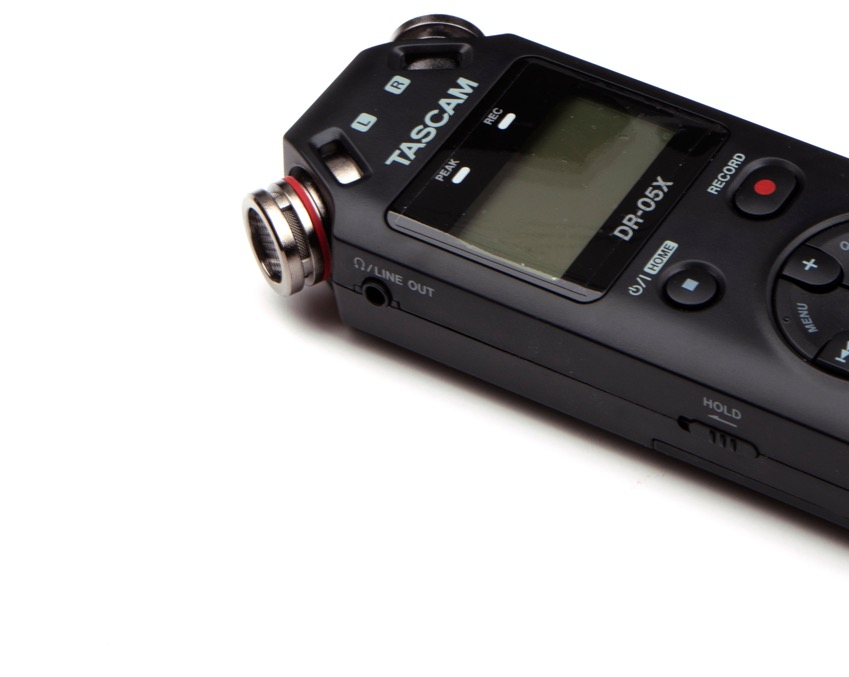 R
L
TASCAM
REC
PEAK
DR-05X
RECORD
⏻/I HOME
🎧/LINE OUT
+
MENU
HOLD